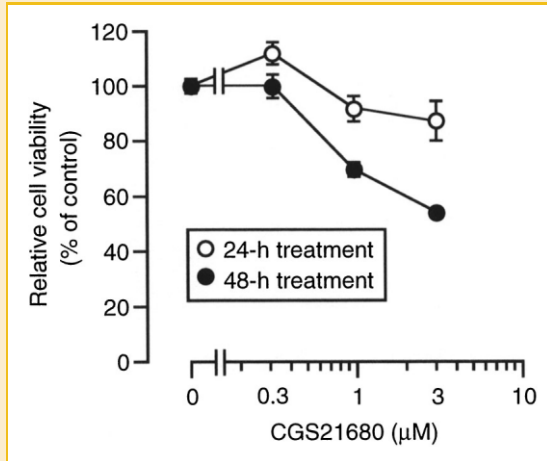 120
100
80
60
40
20
0
Relative cell viability
(% of control)
24-h treatment
48-h treatment
0 0.3 1 3 10
CGS21680 (μM)